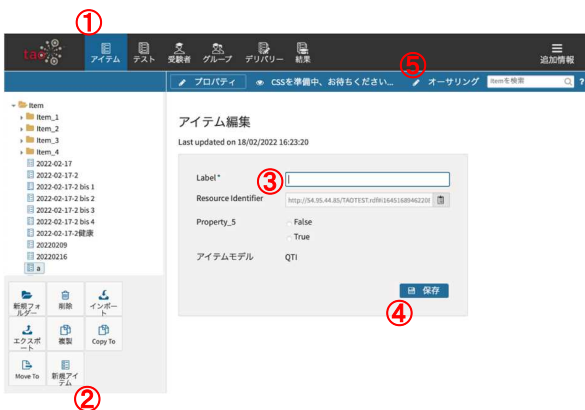 ①
tao
アイテム
テスト
受験者
グループ
デリバリー
結果
追加情報
⑤
プロパティ
CSSを準備中、お待ちください...
オーサリング
Itemを検索
?
Item
Item_1
Item_2
Item_3
Item_4
2022-02-17
2022-02-17-2
2022-02-17-2 bis 1
2022-02-17-2 bis 2
2022-02-17-2 bis 3
2022-02-17-2 bis 4
2022-02-17-2健康
20220209
20220216
a
アイテム編集
Last updated on 18/02/2022 16:23:20
Label *
③
Resource Identifier
Property_5
False
True
アイテムモデル
QTI
保存
④
新規フォ
ルダー
削除
インポー
ト
エクスポ
ート
複製
Copy To
Move To
新規アイ
テム
②